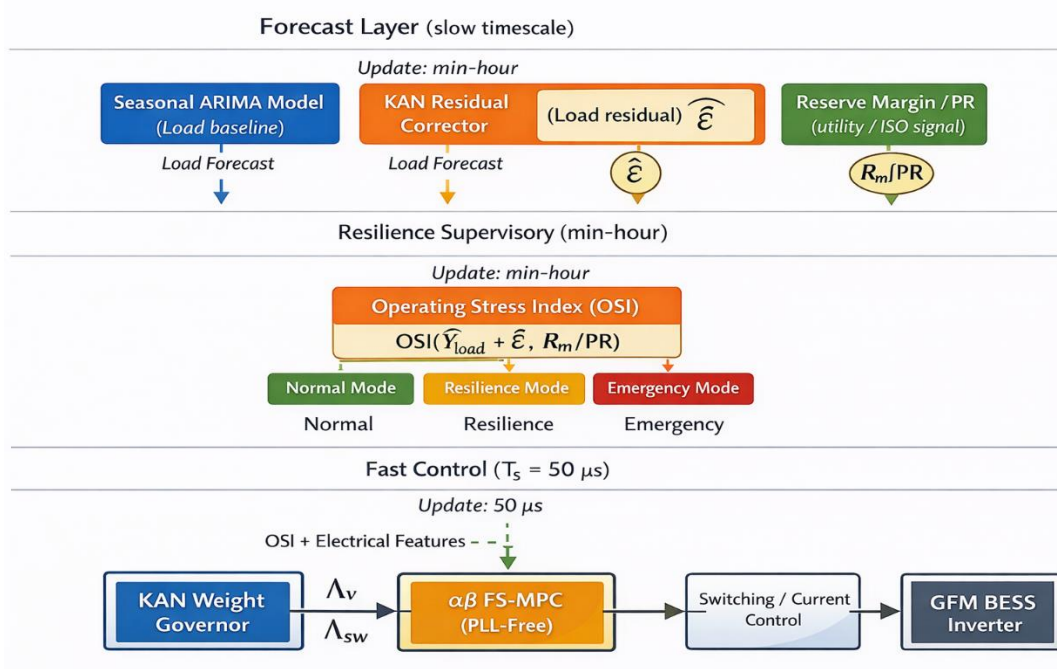 Forecast Layer (slow timescale)
Update: min-hour
Seasonal ARIMA Model
(Load baseline)
Load Forecast
KAN Residual
Corrector
(Load residual) ε̂
Load Forecast
ε̂
Reserve Margin / PR
(utility / ISO signal)
Rₘ∫PR
Resilience Supervisory (min-hour)
Update: min-hour
Operating Stress Index (OSI)
OSI(Ŷload + ε̂, Rₘ/PR)
Normal Mode
Resilience Mode
Emergency Mode
Normal
Resilience
Emergency
Fast Control (Tₛ = 50 μs)
Update: 50 μs
OSI + Electrical Features
KAN Weight
Governor
Λᵥ
Λsw
αβ FS-MPC
(PLL-Free)
Switching / Current
Control
GFM BESS
Inverter